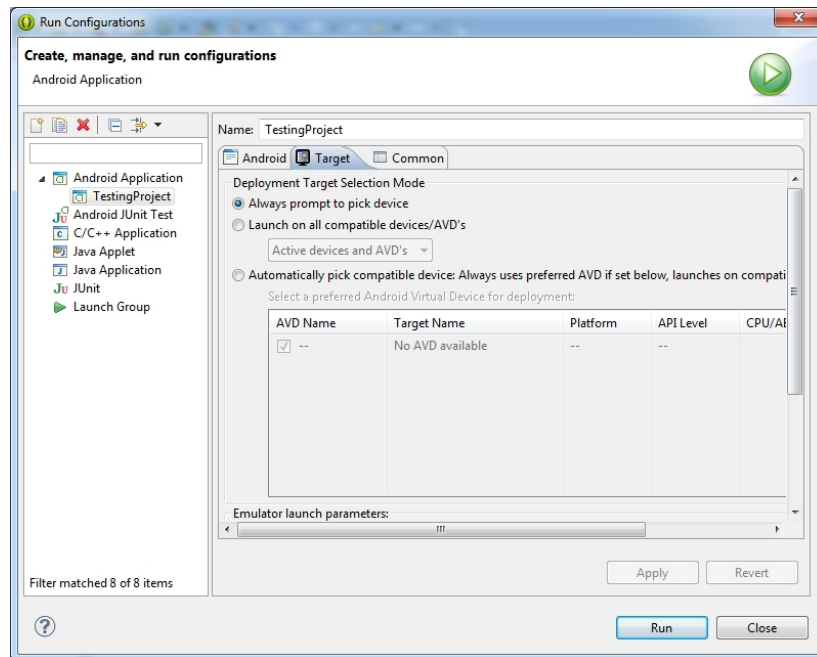 Run Configurations
Create, manage, and run configurations
Android Application
Name: TestingProject
Android Target Common
Android Application
TestingProject
Android JUnit Test
C/C++ Application
Java Applet
Java Application
Ju JUnit
Launch Group
Filter matched 8 of 8 items
Deployment Target Selection Mode
Always prompt to pick device
Launch on all compatible devices/AVD's
Active devices and AVD's
Automatically pick compatible device: Always uses preferred AVD if set below, launches on compati
Select a preferred Android Virtual Device for deployment:
AVD Name Target Name Platform API Level CPU/AB
-- No AVD available -- --
Emulator launch parameters:
Apply Revert
Run Close